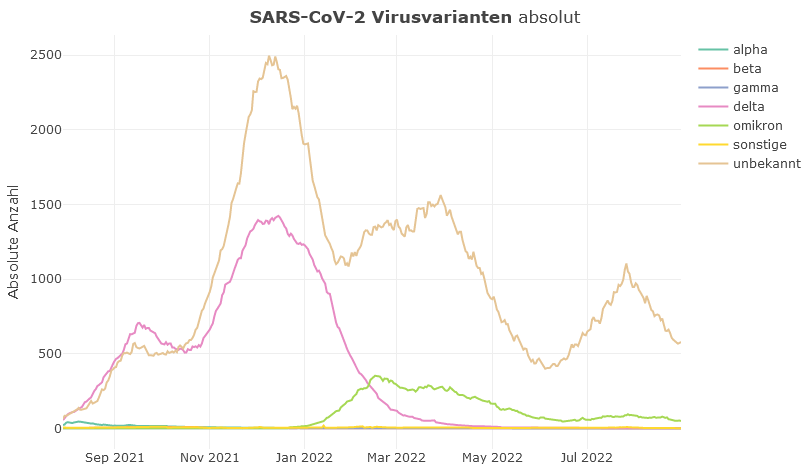 SARS-CoV-2 Virusvarianten absolut
2500
2000
1500
1000
500
0
Absolute Anzahl
Sep 2021
Nov 2021
Jan 2022
Mar 2022
May 2022
Jul 2022
alpha
beta
gamma
delta
omikron
sonstige
unbekannt